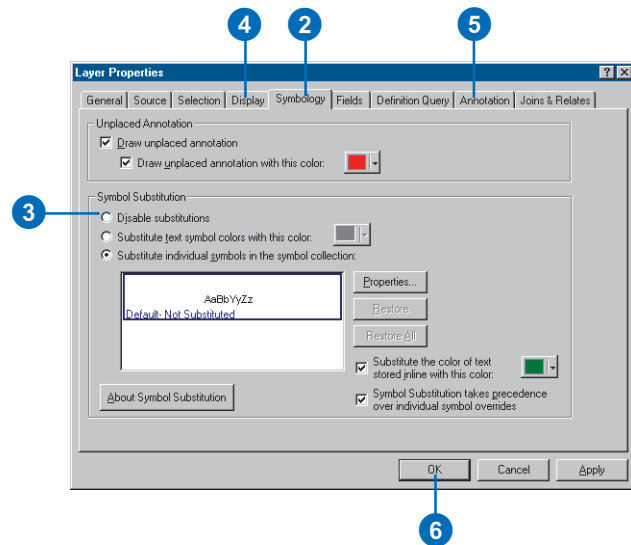 4 2 5
Layer Properties
General Source Selection Display Symbology Fields Definition Query Annotation Joins & Relates
Unplaced Annotation
Draw unplaced annotation
Draw unplaced annotation with this color:
Symbol Substitution
3
Disable substitutions
Substitute text symbol colors with this color:
Substitute individual symbols in the symbol collection:
AaBbYyZz
Default- Not Substituted
Properties...
Restore
Restore All
Substitute the color of text
stored inline with this color:
Symbol Substitution takes precedence
over individual symbol overrides
About Symbol Substitution
OK Cancel Apply
6